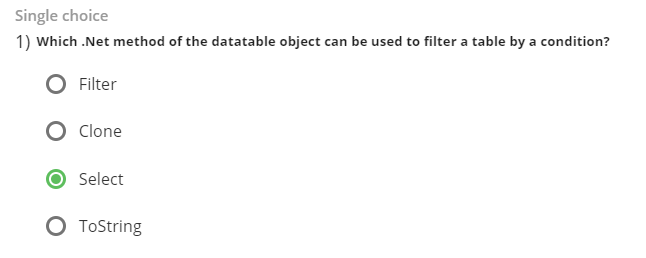 Single choice
1) Which .Net method of the datatable object can be used to filter a table by a condition?
Filter
Clone
Select
ToString